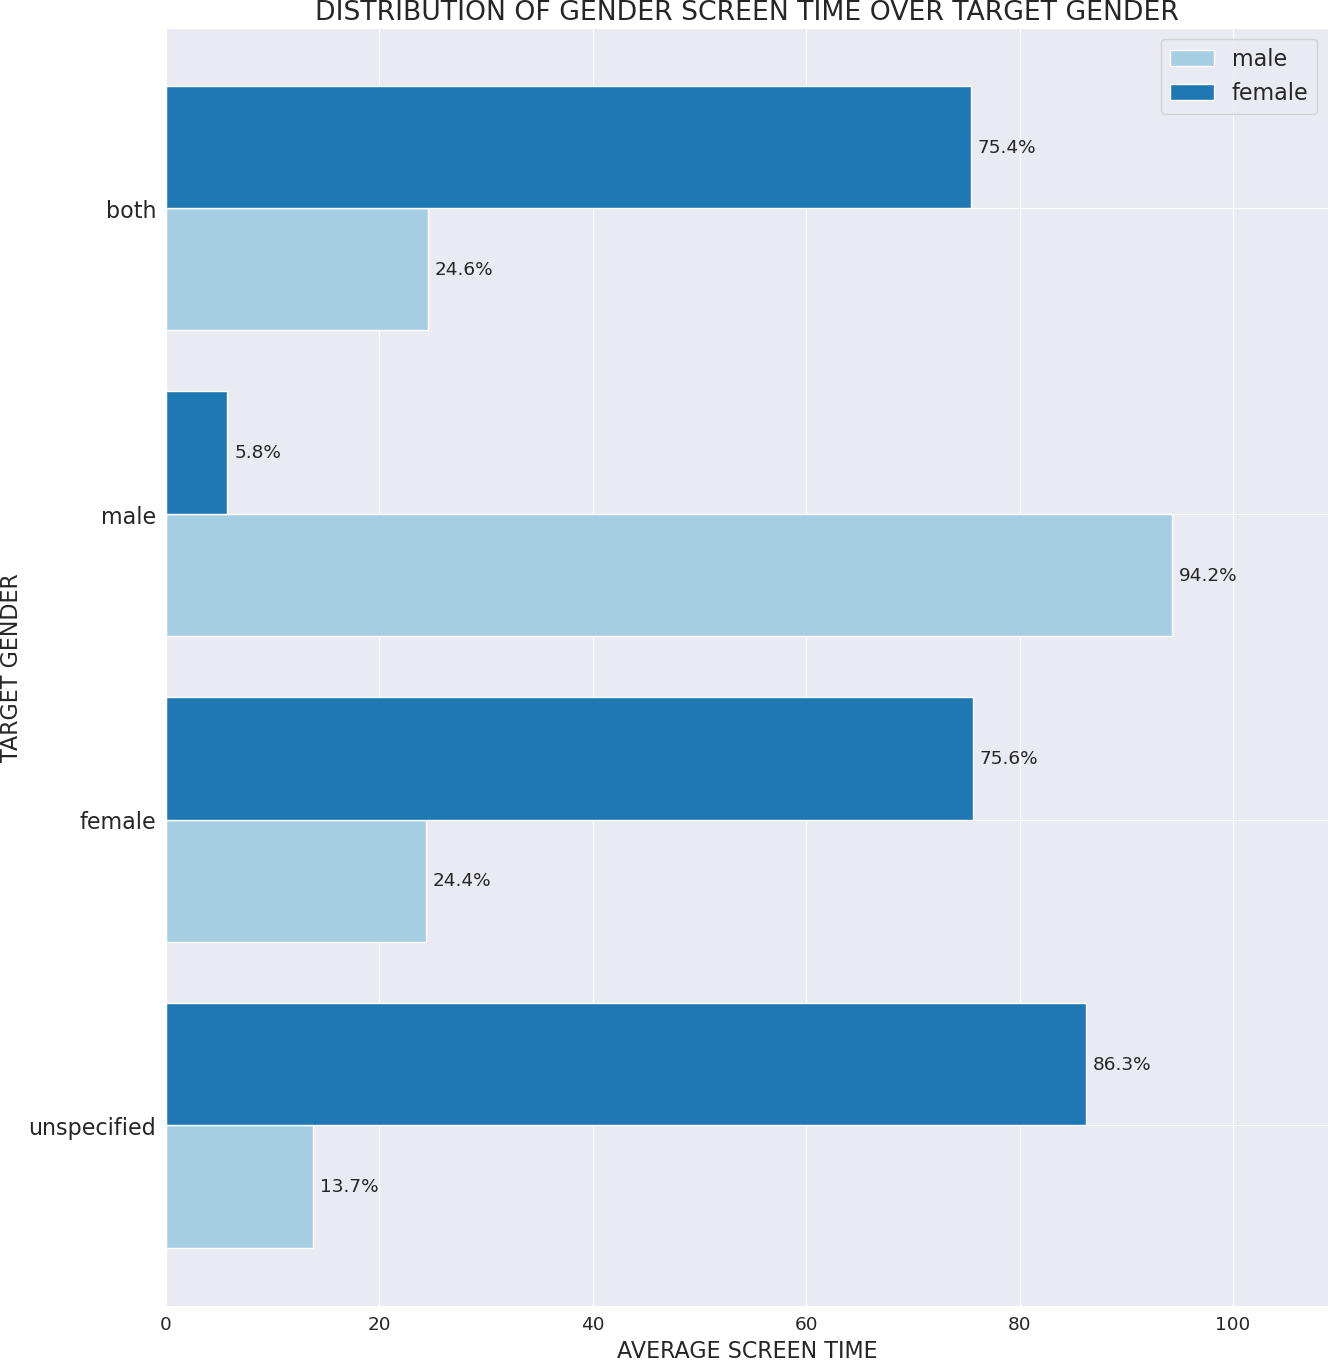 DISTRIBUTION OF GENDER SCREEN TIME OVER TARGET GENDER
male
female
75.4%
both
24.6%
5.8%
male
94.2%
TARGET GENDER
75.6%
female
24.4%
86.3%
unspecified
13.7%
0 20 40 60 80 100
AVERAGE SCREEN TIME